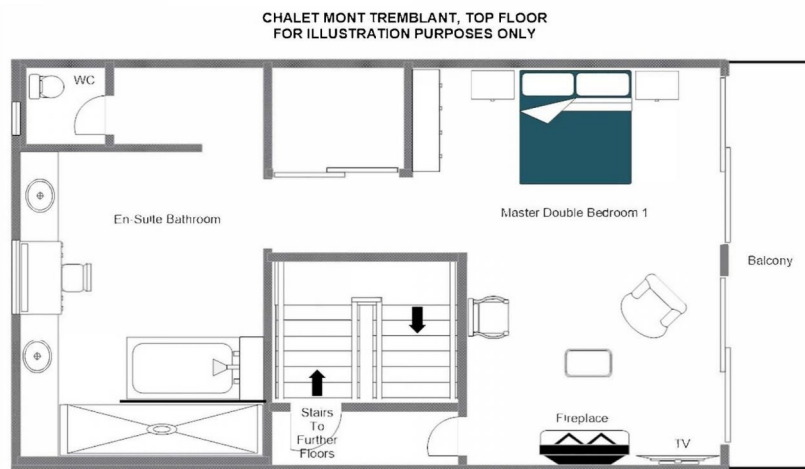 CHALET MONT TREMBLANT, TOP FLOOR
FOR ILLUSTRATION PURPOSES ONLY
WC
En-Suite Bathroom
Master Double Bedroom 1
Balcony
Stairs
To
Further
Floors
Fireplace
TV